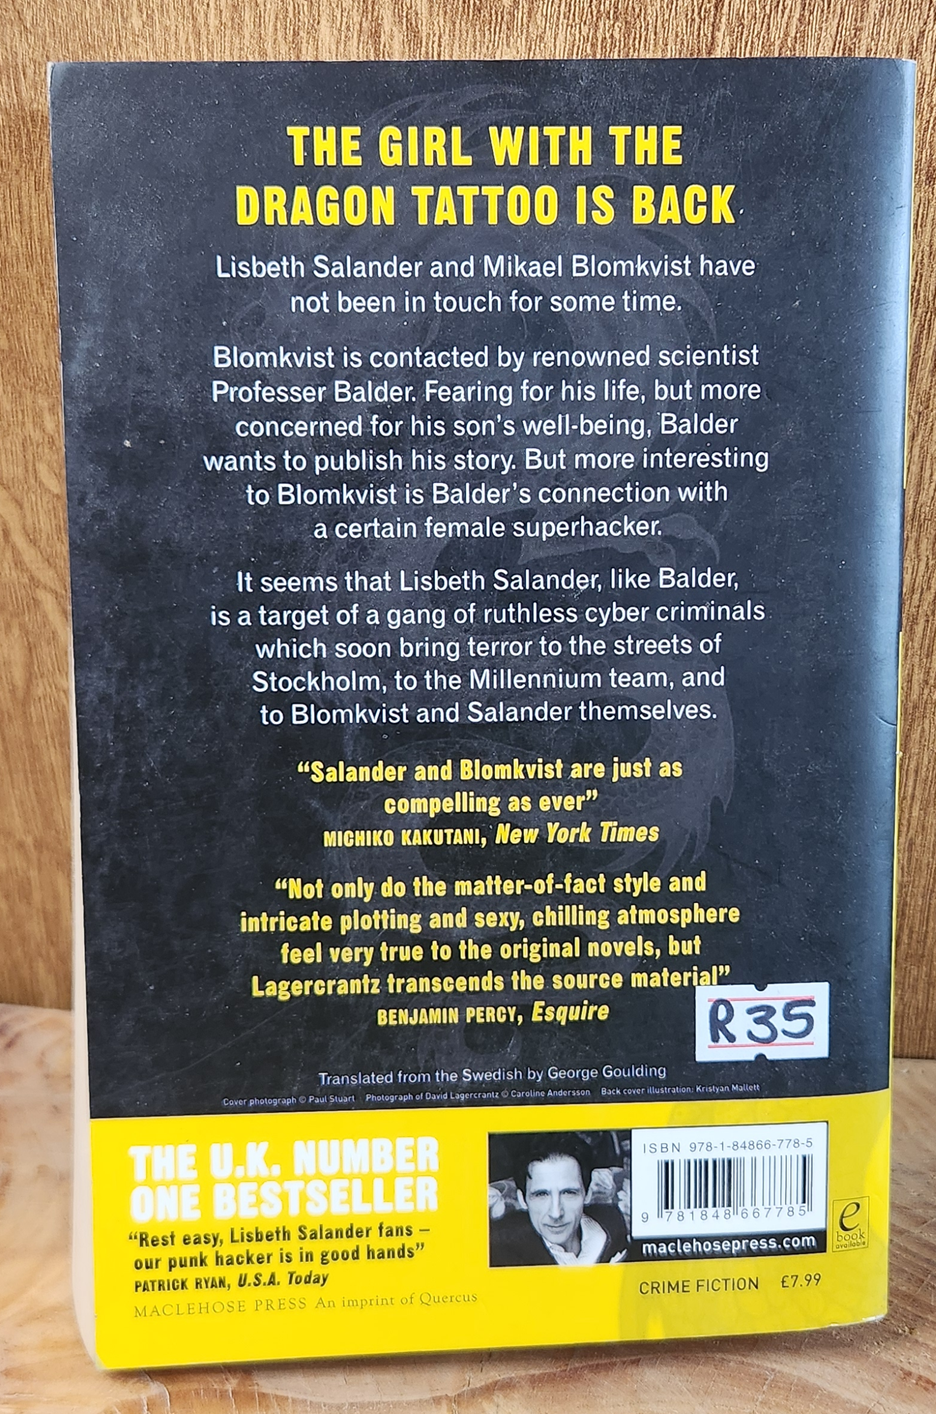 THE GIRL WITH THE
DRAGON TATTOO IS BACK
Lisbeth Salander and Mikael Blomkvist have
not been in touch for some time.
Blomkvist is contacted by renowned scientist
Professer Balder. Fearing for his life, but more
concerned for his son's well-being, Balder
wants to publish his story. But more interesting
to Blomkvist is Balder's connection with
a certain female superhacker.
It seems that Lisbeth Salander, like Balder,
is a target of a gang of ruthless cyber criminals
which soon bring terror to the streets of
Stockholm, to the Millennium team, and
to Blomkvist and Salander themselves.
“Salander and Blomkvist are just as
compelling as ever”
MICHIKO KAKUTANI, New York Times
“Not only do the matter-of-fact style and
intricate plotting and sexy, chilling atmosphere
feel very true to the original novels, but
Lagercrantz transcends the source material”
BENJAMIN PERCY, Esquire
R35
Translated from the Swedish by George Goulding
Cover photograph © Paul Stuart Photograph of David Lagercrantz © Caroline Andersson Back cover illustration: Kristyan Mallett
THE U.K. NUMBER
ONE BESTSELLER
“Rest easy, Lisbeth Salander fans –
our punk hacker is in good hands”
PATRICK RYAN, U.S.A. Today
MACLEHOSE PRESS An imprint of Quercus
ISBN 978-1-84866-778-5
9 781848 667785
maclehosepress.com
e
book
available
CRIME FICTION £7.99